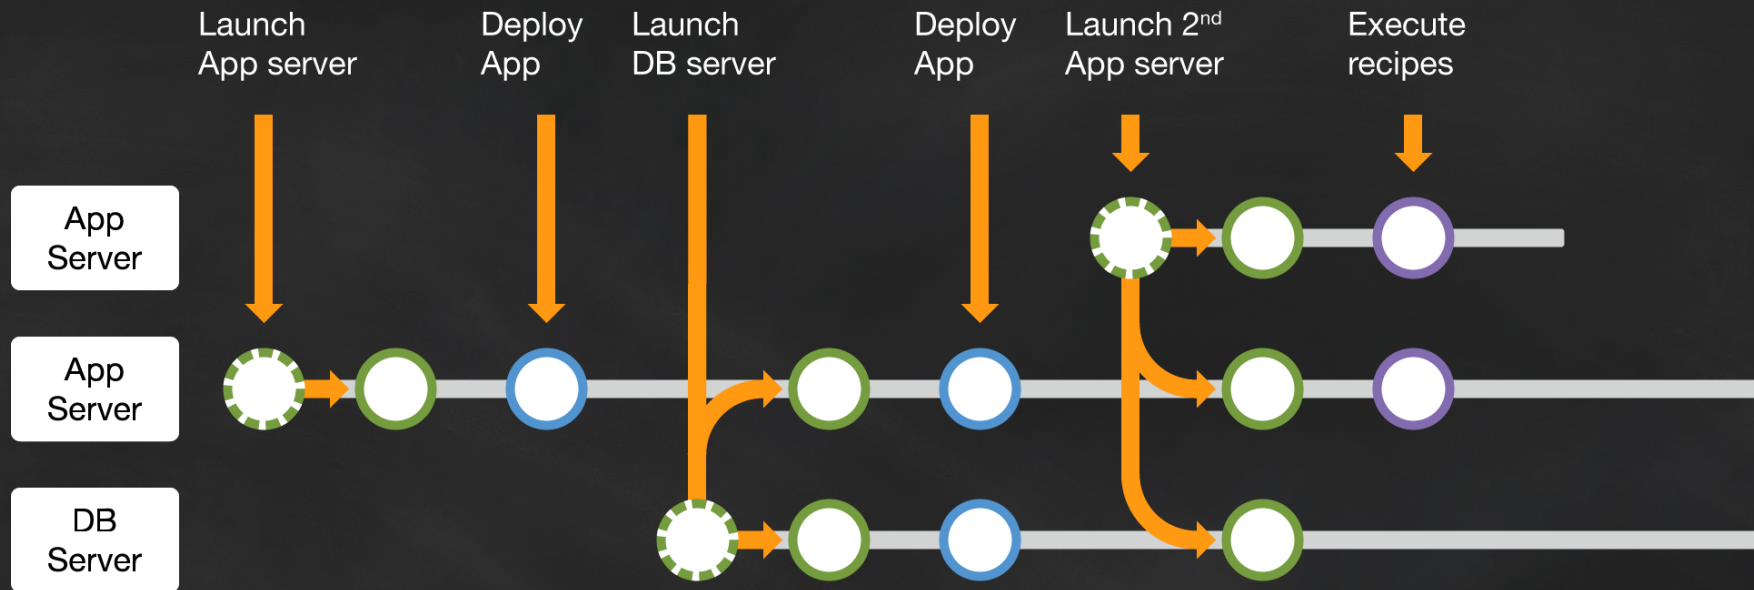 Launch
App server
Deploy
App
Launch
DB server
Deploy
App
Launch 2nd
App server
Execute
recipes
App
Server
App
Server
DB
Server